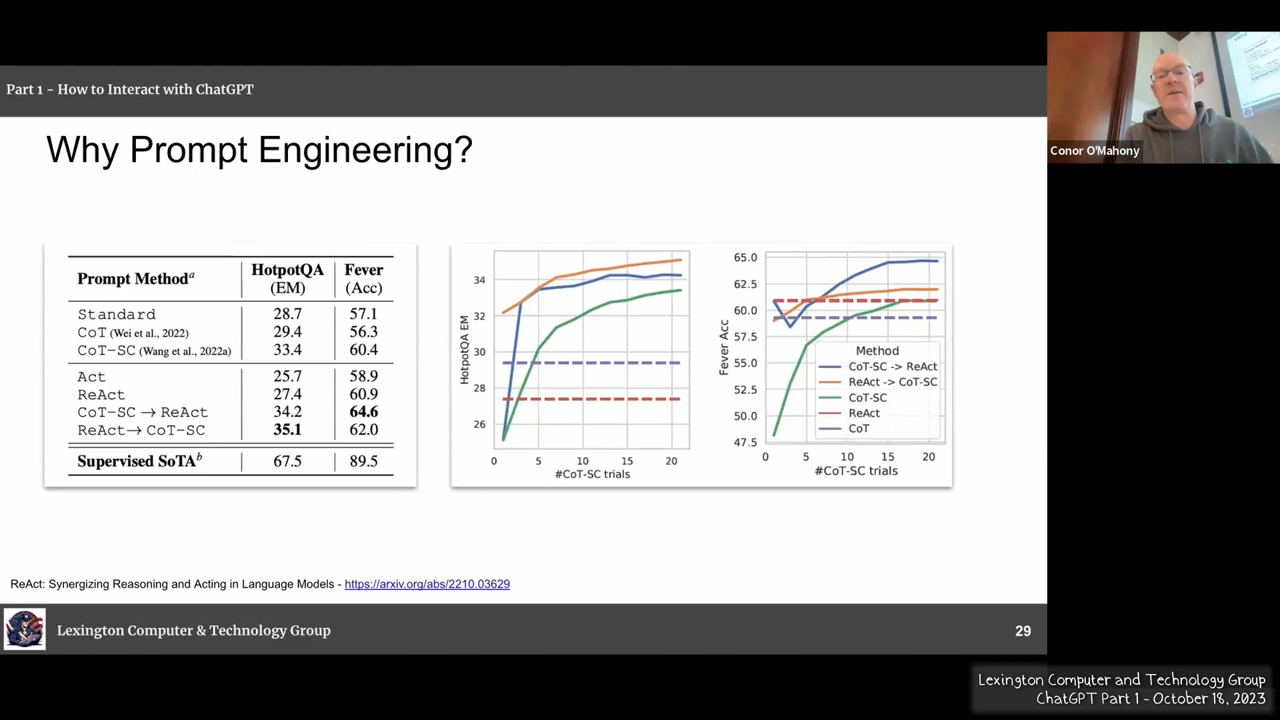 Part 1 - How to Interact with ChatGPT
Why Prompt Engineering?
Prompt Method^a HotpotQA (EM) Fever (Acc)
Standard 28.7 57.1
CoT (Wei et al., 2022) 29.4 56.3
CoT-SC (Wang et al., 2022a) 33.4 60.4
Act 25.7 58.9
ReAct 27.4 60.9
CoT-SC → ReAct 34.2 64.6
ReAct→ CoT-SC 35.1 62.0
Supervised SoTA^b 67.5 89.5
HotpotQA EM
34
32
30
28
26
0 5 10 15 20
#CoT-SC trials
Fever Acc
65.0
62.5
60.0
57.5
55.0
52.5
50.0
47.5
Method
CoT-SC -> ReAct
ReAct -> CoT-SC
CoT-SC
ReAct
CoT
0 5 10 15 20
#CoT-SC trials
ReAct: Synergizing Reasoning and Acting in Language Models - https://arxiv.org/abs/2210.03629
Lexington Computer & Technology Group
29
Conor O'Mahony
Lexington Computer and Technology Group
ChatGPT Part 1 - October 18, 2023